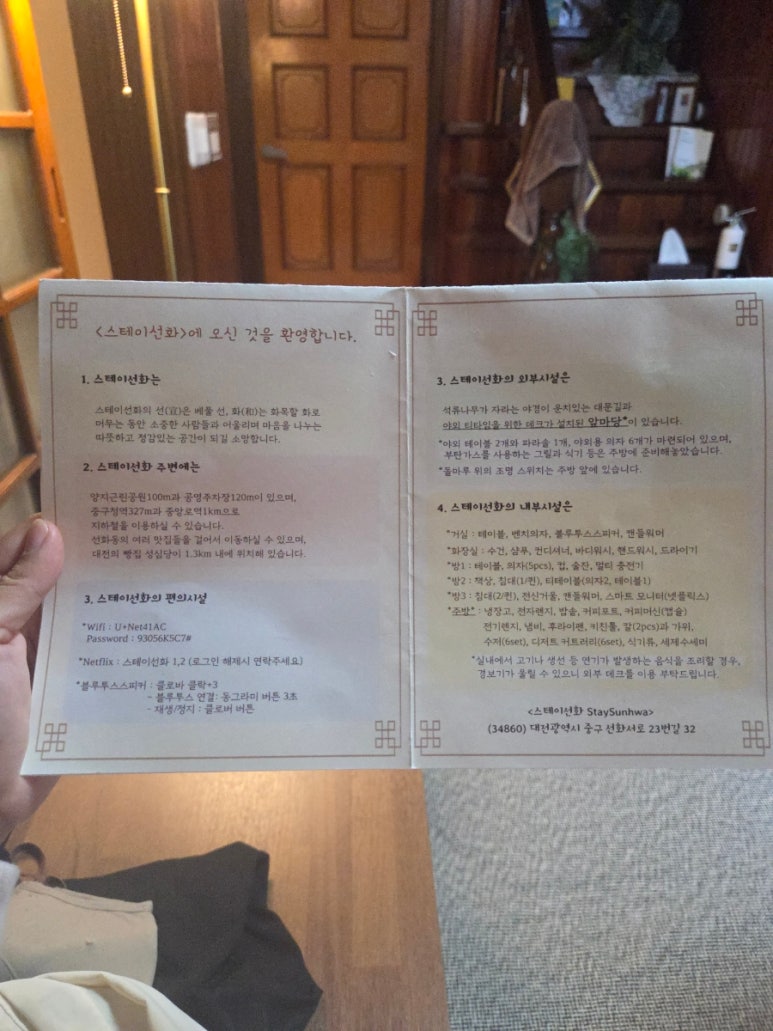 <스테이선화>에 오신 것을 환영합니다.
1. 스테이선화는
스테이선화의 선(宣)은 베풀 선, 화(和)는 화목할 화로
머무는 동안 소중한 사람들과 어울리며 마음을 나누는
따뜻하고 정감있는 공간이 되길 소망합니다.
2. 스테이선화 주변에는
양지근린공원100m과 공영주차장120m이 있으며,
중구청역327m과 중앙로역1km으로
지하철을 이용하실 수 있습니다.
선화동의 여러 맛집들을 걸어서 이동하실 수 있으며,
대전의 빵집 성심당이 1.3km 내에 위치해 있습니다.
3. 스테이선화의 편의시설
*Wifi : U+Net41AC
Password : 93056K5C7#
*Netflix : 스테이선화 1,2 (로그인 해제시 연락주세요)
*블루투스스피커 : 클로바 클락+3
- 블루투스 연결: 동그라미 버튼 3초
- 재생/정지 : 클로버 버튼
3. 스테이선화의 외부시설은
석류나무가 자라는 야경이 운치있는 대문길과
야외 티타임을 위한 데크가 설치된 앞마당*이 있습니다.
*야외 테이블 2개와 파라솔 1개, 야외용 의자 6개가 마련되어 있으며,
부탄가스를 사용하는 그릴과 식기 등은 주방에 준비해놓았습니다.
*돌마루 위의 조명 스위치는 주방 앞에 있습니다.
4. 스테이선화의 내부시설은
*거실 : 테이블, 벤치의자, 블루투스스피커, 캔들워머
*화장실 : 수건, 샴푸, 컨디셔너, 바디워시, 핸드워시, 드라이기
*방1 : 테이블, 의자(5pcs), 컵, 술잔, 멀티 충전기
*방2 : 책상, 침대(1/퀸), 티테이블(의자2, 테이블1)
*방3 : 침대(2/퀸), 전신거울, 캔들워머, 스마트 모니터(넷플릭스)
*주방* : 냉장고, 전자렌지, 밥솥, 커피포트, 커피머신(캡슐)
전기렌지, 냄비, 후라이팬, 키친툴, 칼(2pcs)과 가위,
수저(6set), 디저트 커트러리(6set), 식기류, 세제수세미
*실내에서 고기나 생선 등 연기가 발생하는 음식을 조리할 경우,
경보기가 울릴 수 있으니 외부 데크를 이용 부탁드립니다.
<스테이선화 StaySunhwa>
(34860) 대전광역시 중구 선화서로 23번길 32